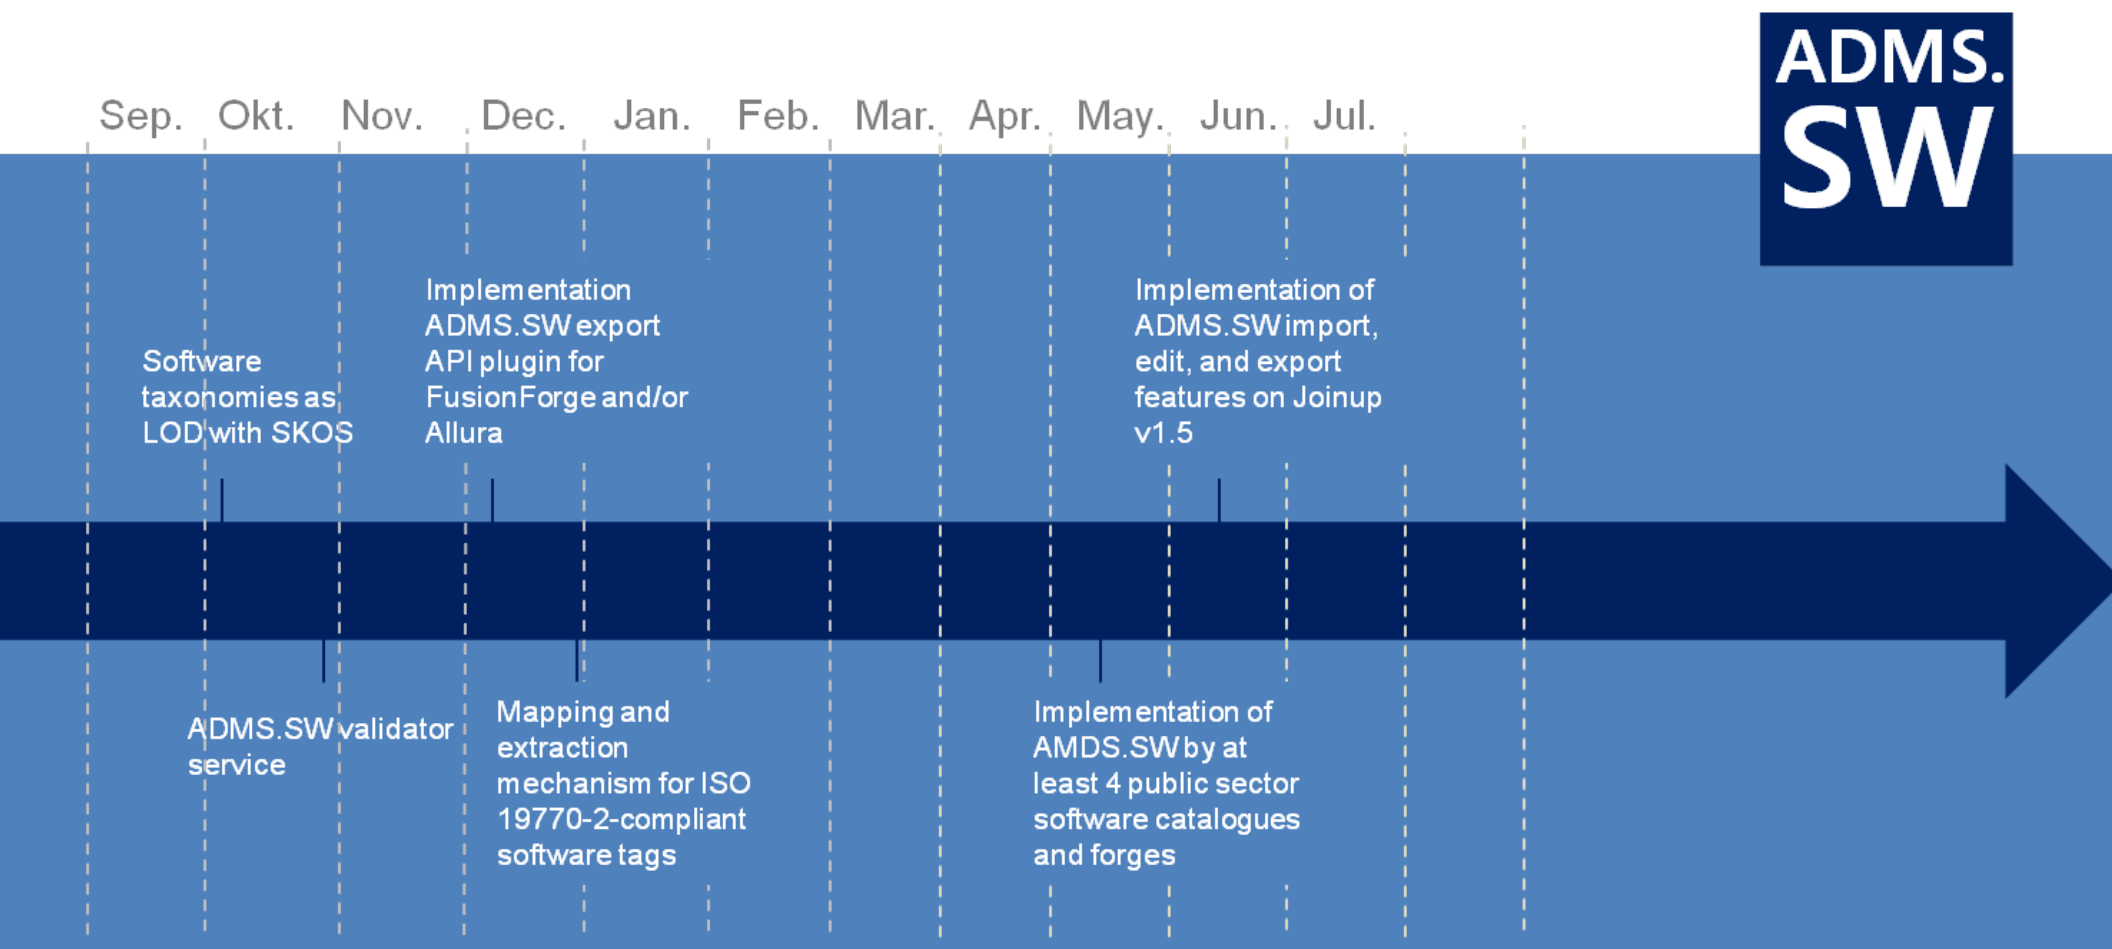 ADMS.
SW
Sep. Okt. Nov. Dec. Jan. Feb. Mar. Apr. May. Jun. Jul.
Software
taxonomies as
LOD with SKOS
Implementation
ADMS.SW export
API plugin for
FusionForge and/or
Allura
Implementation of
ADMS.SW import,
edit, and export
features on Joinup
v1.5
ADMS.SW validator
service
Mapping and
extraction
mechanism for ISO
19770-2-compliant
software tags
Implementation of
AMDS.SW by at
least 4 public sector
software catalogues
and forges